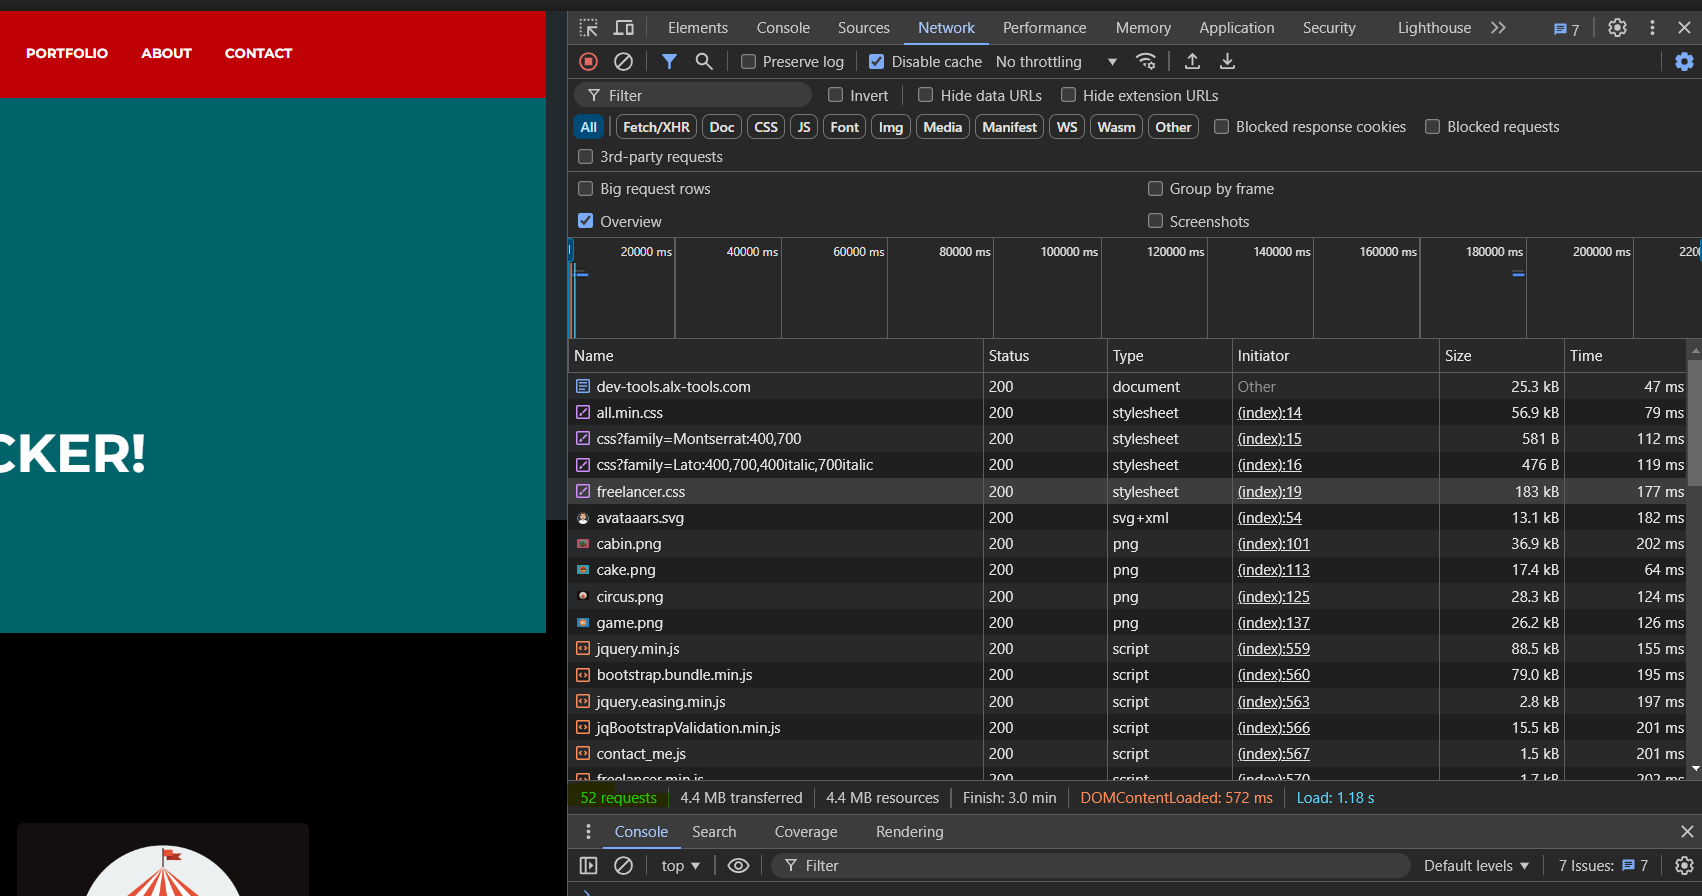 PORTFOLIO ABOUT CONTACT
CKER!
Elements Console Sources Network Performance Memory Application Security Lighthouse 7
Preserve log Disable cache No throttling
Filter Invert Hide data URLs Hide extension URLs
All Fetch/XHR Doc CSS JS Font Img Media Manifest WS Wasm Other Blocked response cookies Blocked requests
3rd-party requests
Big request rows Group by frame
Overview Screenshots
20000 ms 40000 ms 60000 ms 80000 ms 100000 ms 120000 ms 140000 ms 160000 ms 180000 ms 200000 ms 220
Name Status Type Initiator Size Time
dev-tools.alx-tools.com 200 document Other 25.3 kB 47 ms
all.min.css 200 stylesheet (index):14 56.9 kB 79 ms
css?family=Montserrat:400,700 200 stylesheet (index):15 581 B 112 ms
css?family=Lato:400,700,400italic,700italic 200 stylesheet (index):16 476 B 119 ms
freelancer.css 200 stylesheet (index):19 183 kB 177 ms
avataaars.svg 200 svg+xml (index):54 13.1 kB 182 ms
cabin.png 200 png (index):101 36.9 kB 202 ms
cake.png 200 png (index):113 17.4 kB 64 ms
circus.png 200 png (index):125 28.3 kB 124 ms
game.png 200 png (index):137 26.2 kB 126 ms
jquery.min.js 200 script (index):559 88.5 kB 155 ms
bootstrap.bundle.min.js 200 script (index):560 79.0 kB 195 ms
jquery.easing.min.js 200 script (index):563 2.8 kB 197 ms
jqBootstrapValidation.min.js 200 script (index):566 15.5 kB 201 ms
contact_me.js 200 script (index):567 1.5 kB 201 ms
freelancer.min.js 200 script (index):570 1.7 kB 202 ms
52 requests 4.4 MB transferred 4.4 MB resources Finish: 3.0 min DOMContentLoaded: 572 ms Load: 1.18 s
Console Search Coverage Rendering
top Filter Default levels 7 Issues: 7